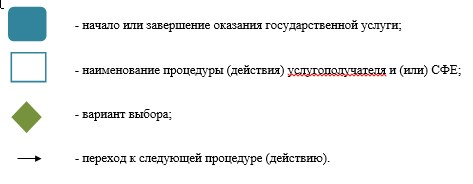 - начало или завершение оказания государственной услуги;
- наименование процедуры (действия) услугополучателя и (или) СФЕ;
- вариант выбора;
- переход к следующей процедуре (действию).